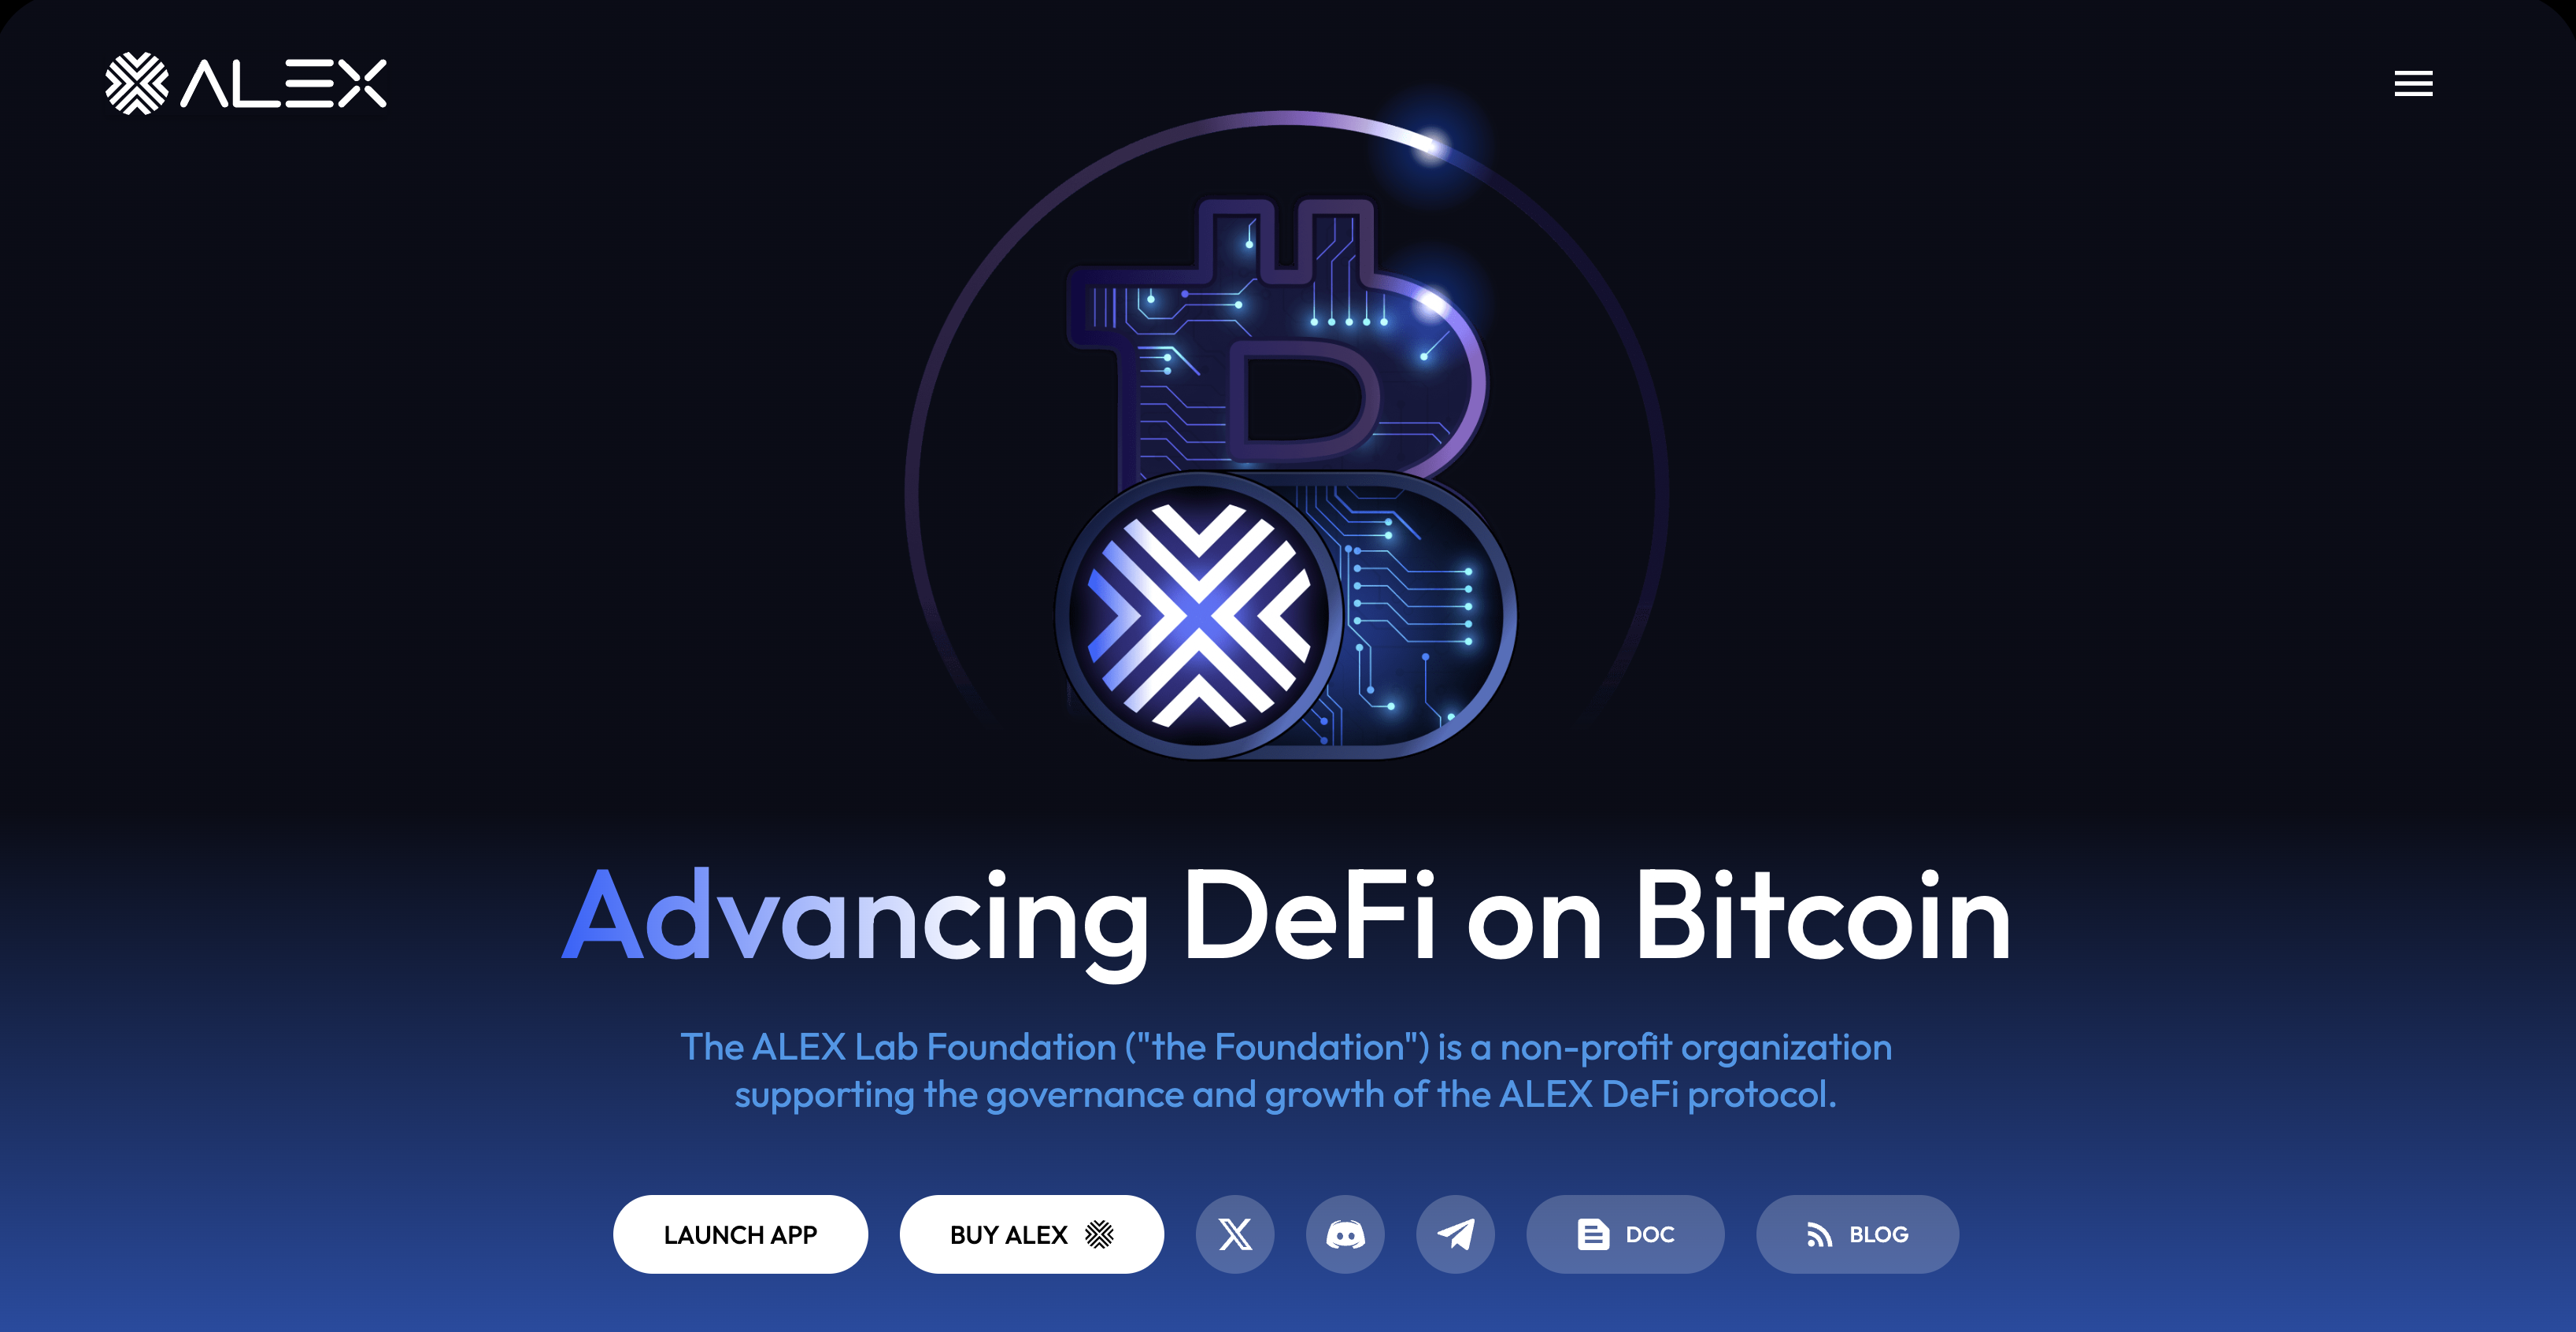 ALEX
Advancing DeFi on Bitcoin
The ALEX Lab Foundation ("the Foundation") is a non-profit organization
supporting the governance and growth of the ALEX DeFi protocol.
LAUNCH APP
BUY ALEX
DOC
BLOG